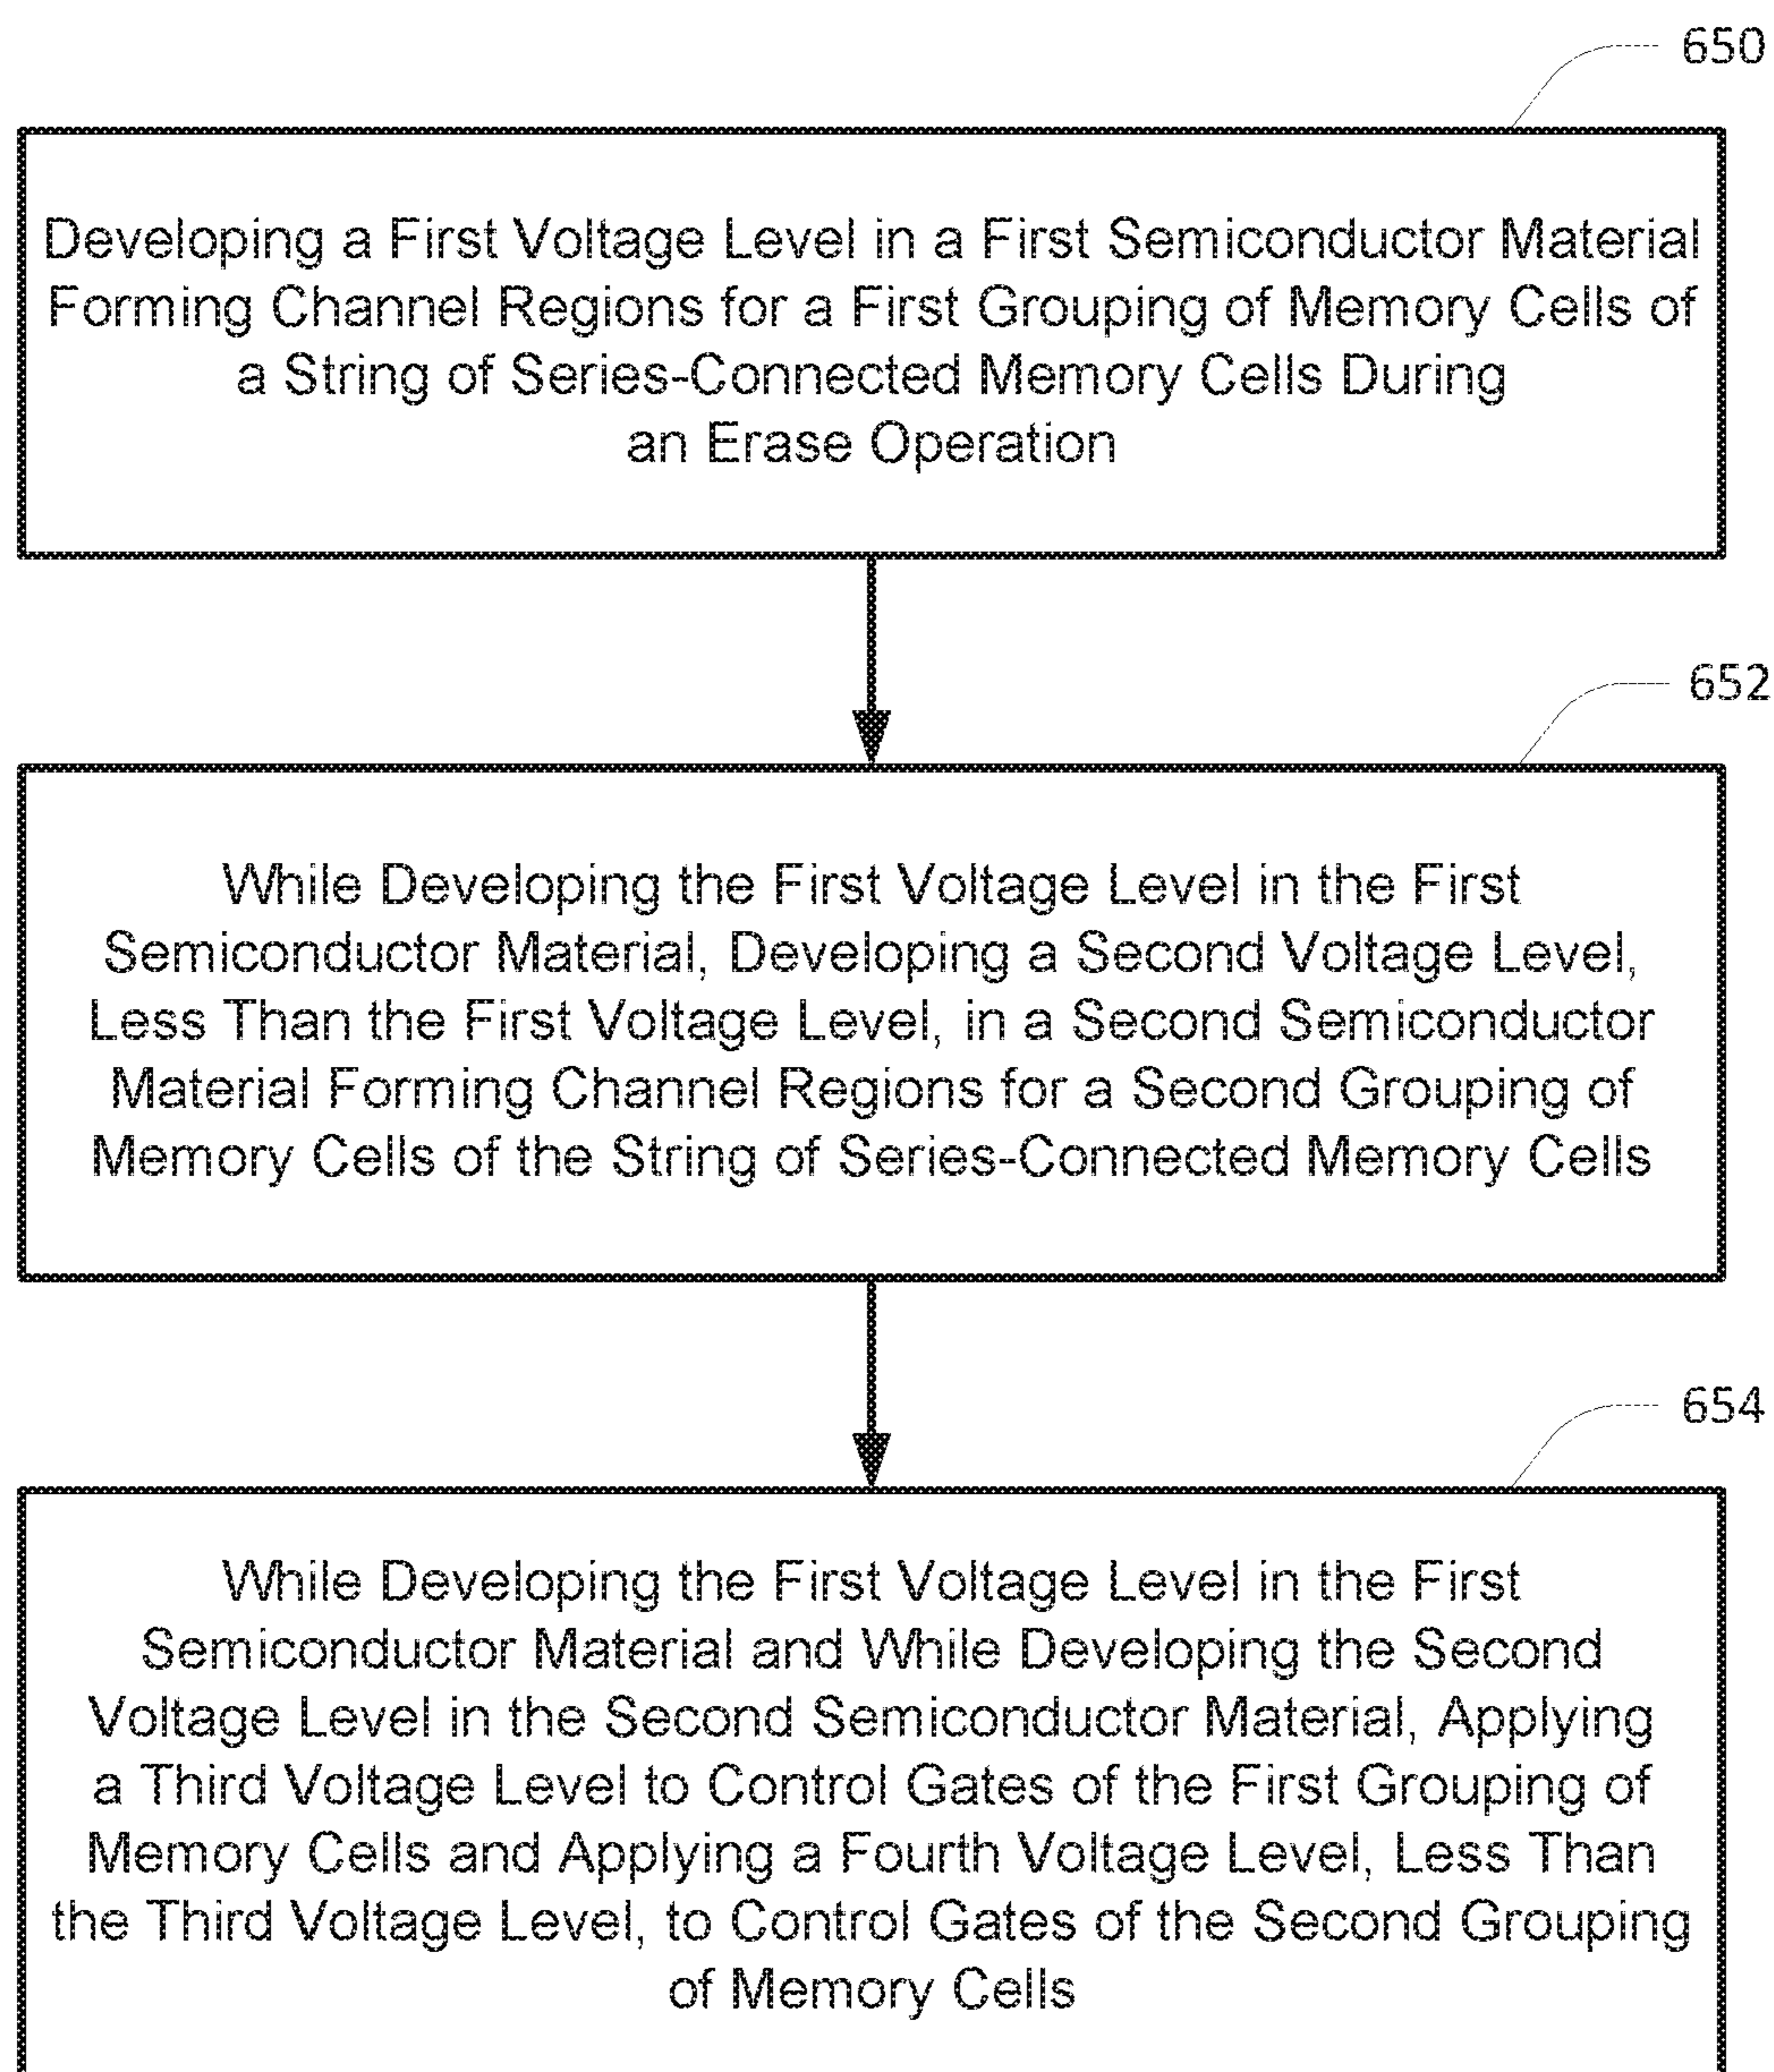 650
Developing a First Voltage Level in a First Semiconductor Material
Forming Channel Regions for a First Grouping of Memory Cells of
a String of Series-Connected Memory Cells During
an Erase Operation
652
While Developing the First Voltage Level in the First
Semiconductor Material, Developing a Second Voltage Level,
Less Than the First Voltage Level, in a Second Semiconductor
Material Forming Channel Regions for a Second Grouping of
Memory Cells of the String of Series-Connected Memory Cells
654
While Developing the First Voltage Level in the First
Semiconductor Material and While Developing the Second
Voltage Level in the Second Semiconductor Material, Applying
a Third Voltage Level to Control Gates of the First Grouping of
Memory Cells and Applying a Fourth Voltage Level, Less Than
the Third Voltage Level, to Control Gates of the Second Grouping
of Memory Cells